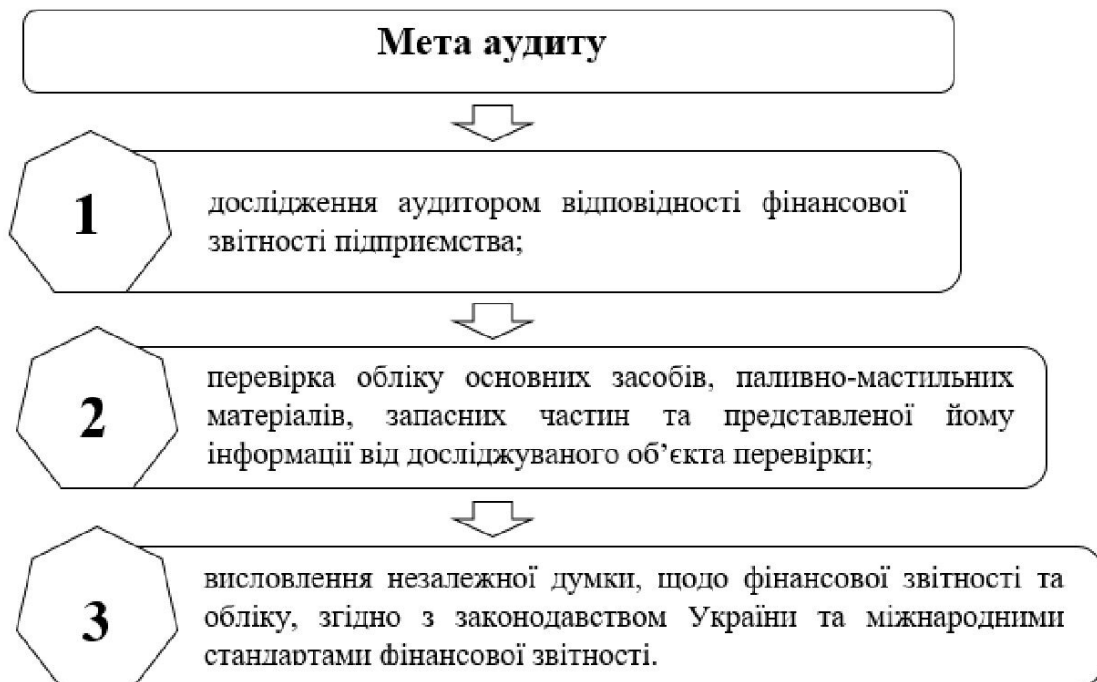 Мета аудиту
1
дослідження аудитором відповідності фінансової
звітності підприємства;
2
перевірка обліку основних засобів, паливно-мастильних
матеріалів, запасних частин та представленої йому
інформації від досліджуваного об’єкта перевірки;
3
висловлення незалежної думки, щодо фінансової звітності та
обліку, згідно з законодавством України та міжнародними
стандартами фінансової звітності.